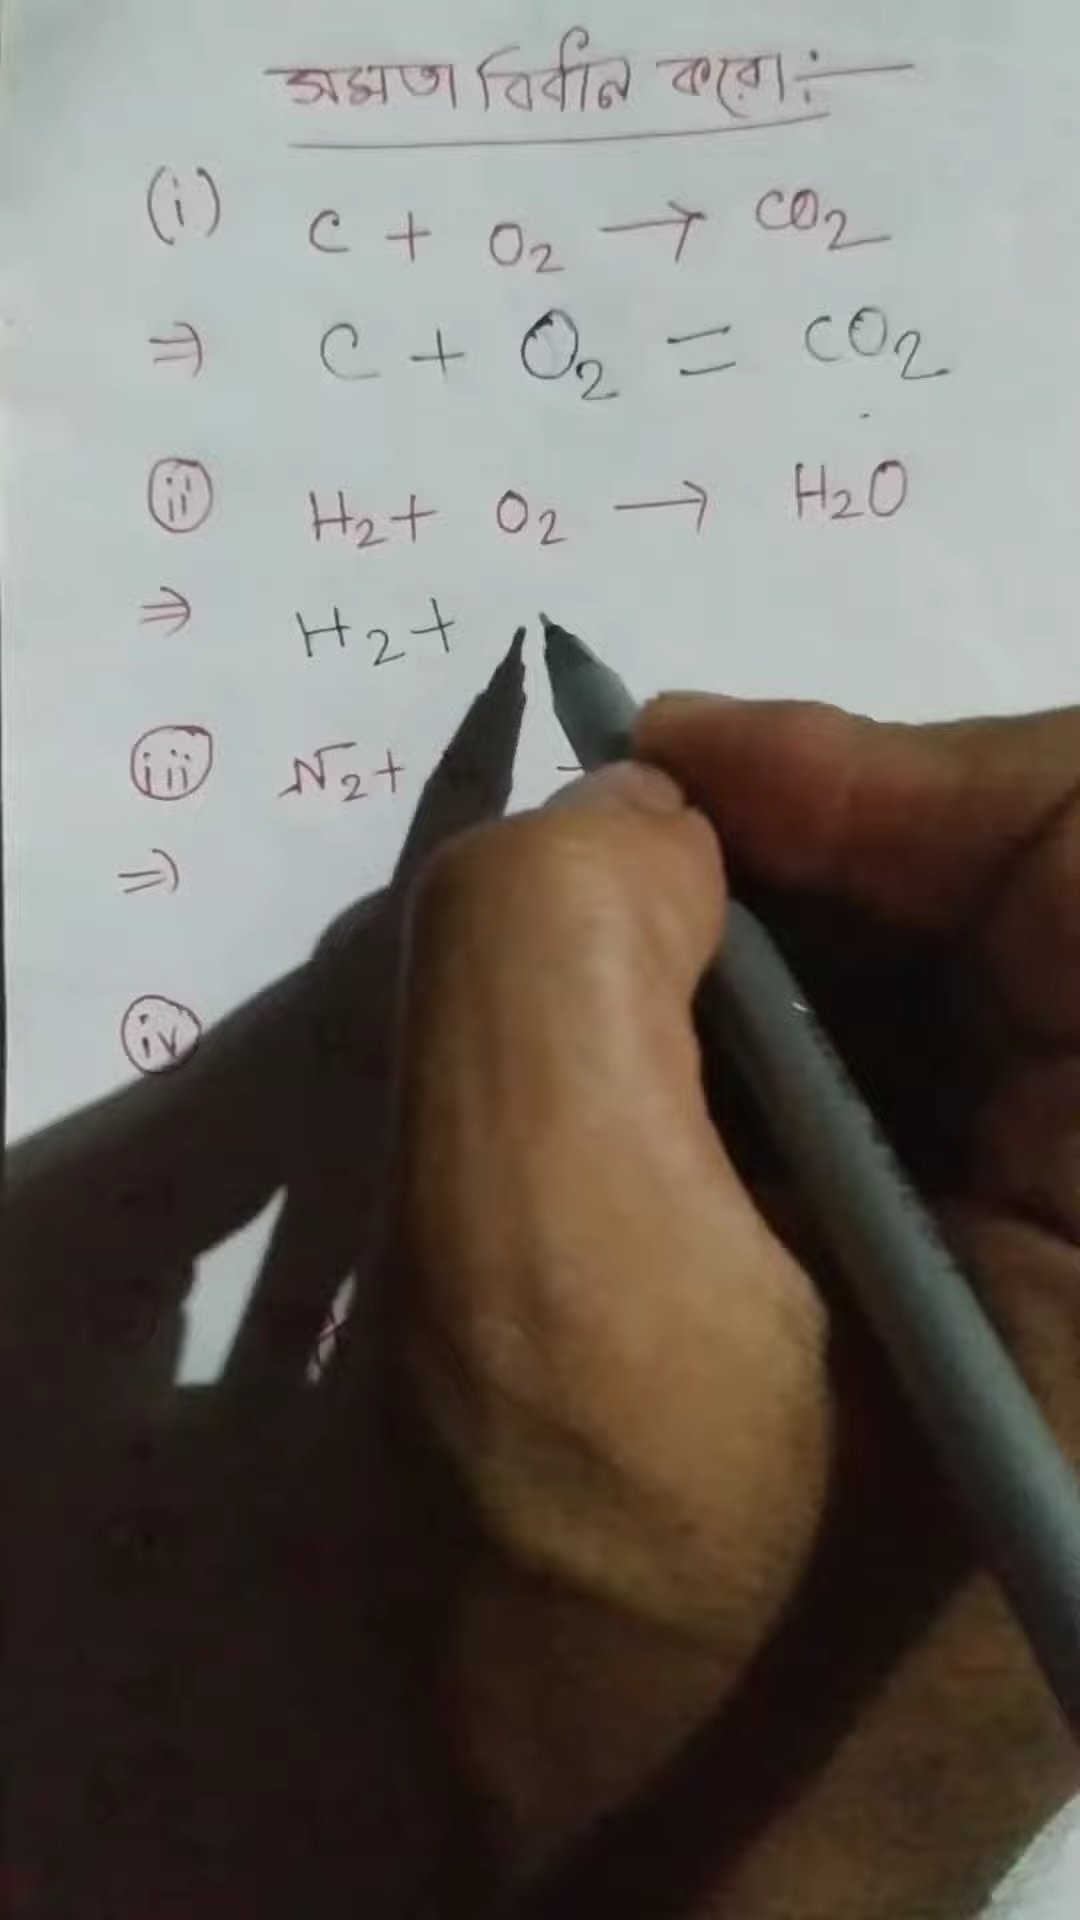 সমতা বিধান করো:—
(i) C + O₂ → CO₂
⇒ C + O₂ = CO₂
(ii) H₂ + O₂ → H₂O
⇒ H₂ +
(iii) N₂ +
⇒
(iv)